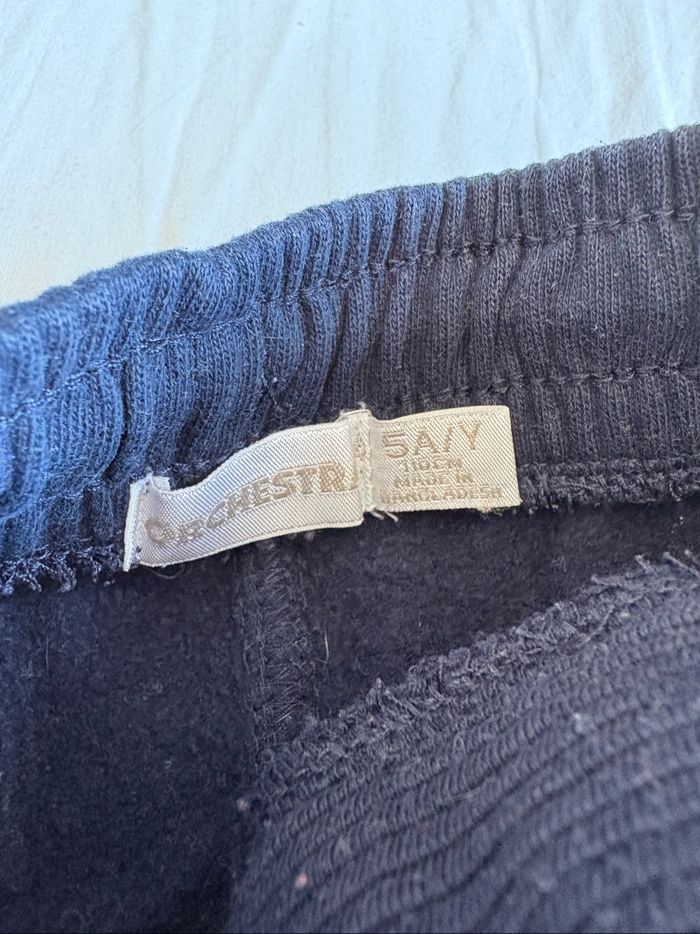 ORCHESTRA
5A/Y
110CM
MADE IN
BANGLADESH